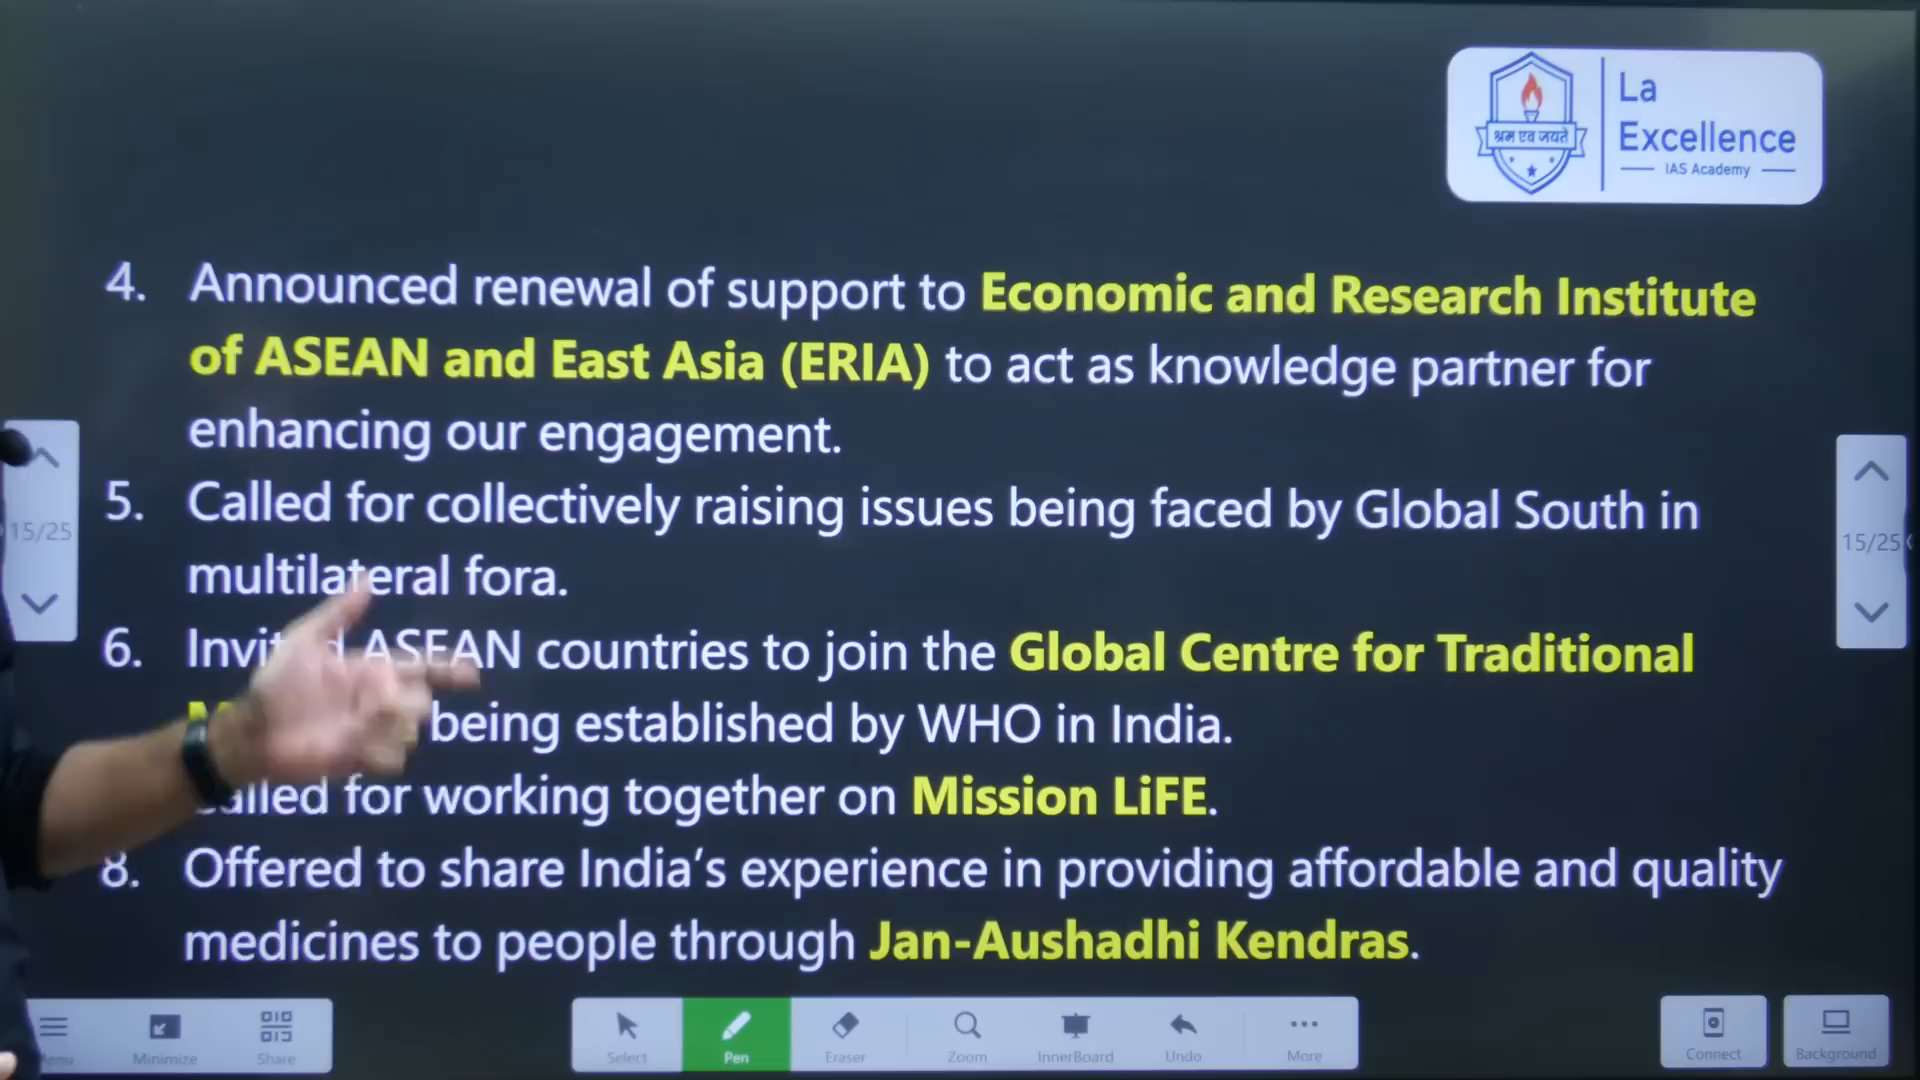 श्रम एव जयते
La
Excellence
IAS Academy
4. Announced renewal of support to Economic and Research Institute
of ASEAN and East Asia (ERIA) to act as knowledge partner for
enhancing our engagement.
5. Called for collectively raising issues being faced by Global South in
multilateral fora.
6. ASEAN countries to join the Global Centre for Traditional
being established by WHO in India.
for working together on Mission LiFE.
8. Offered to share India's experience in providing affordable and quality
medicines to people through Jan-Aushadhi Kendras.
15/25
15/25
Minimize
Share
Select
Pen
Eraser
Zoom
InnerBoard
Undo
More
Connect
Background